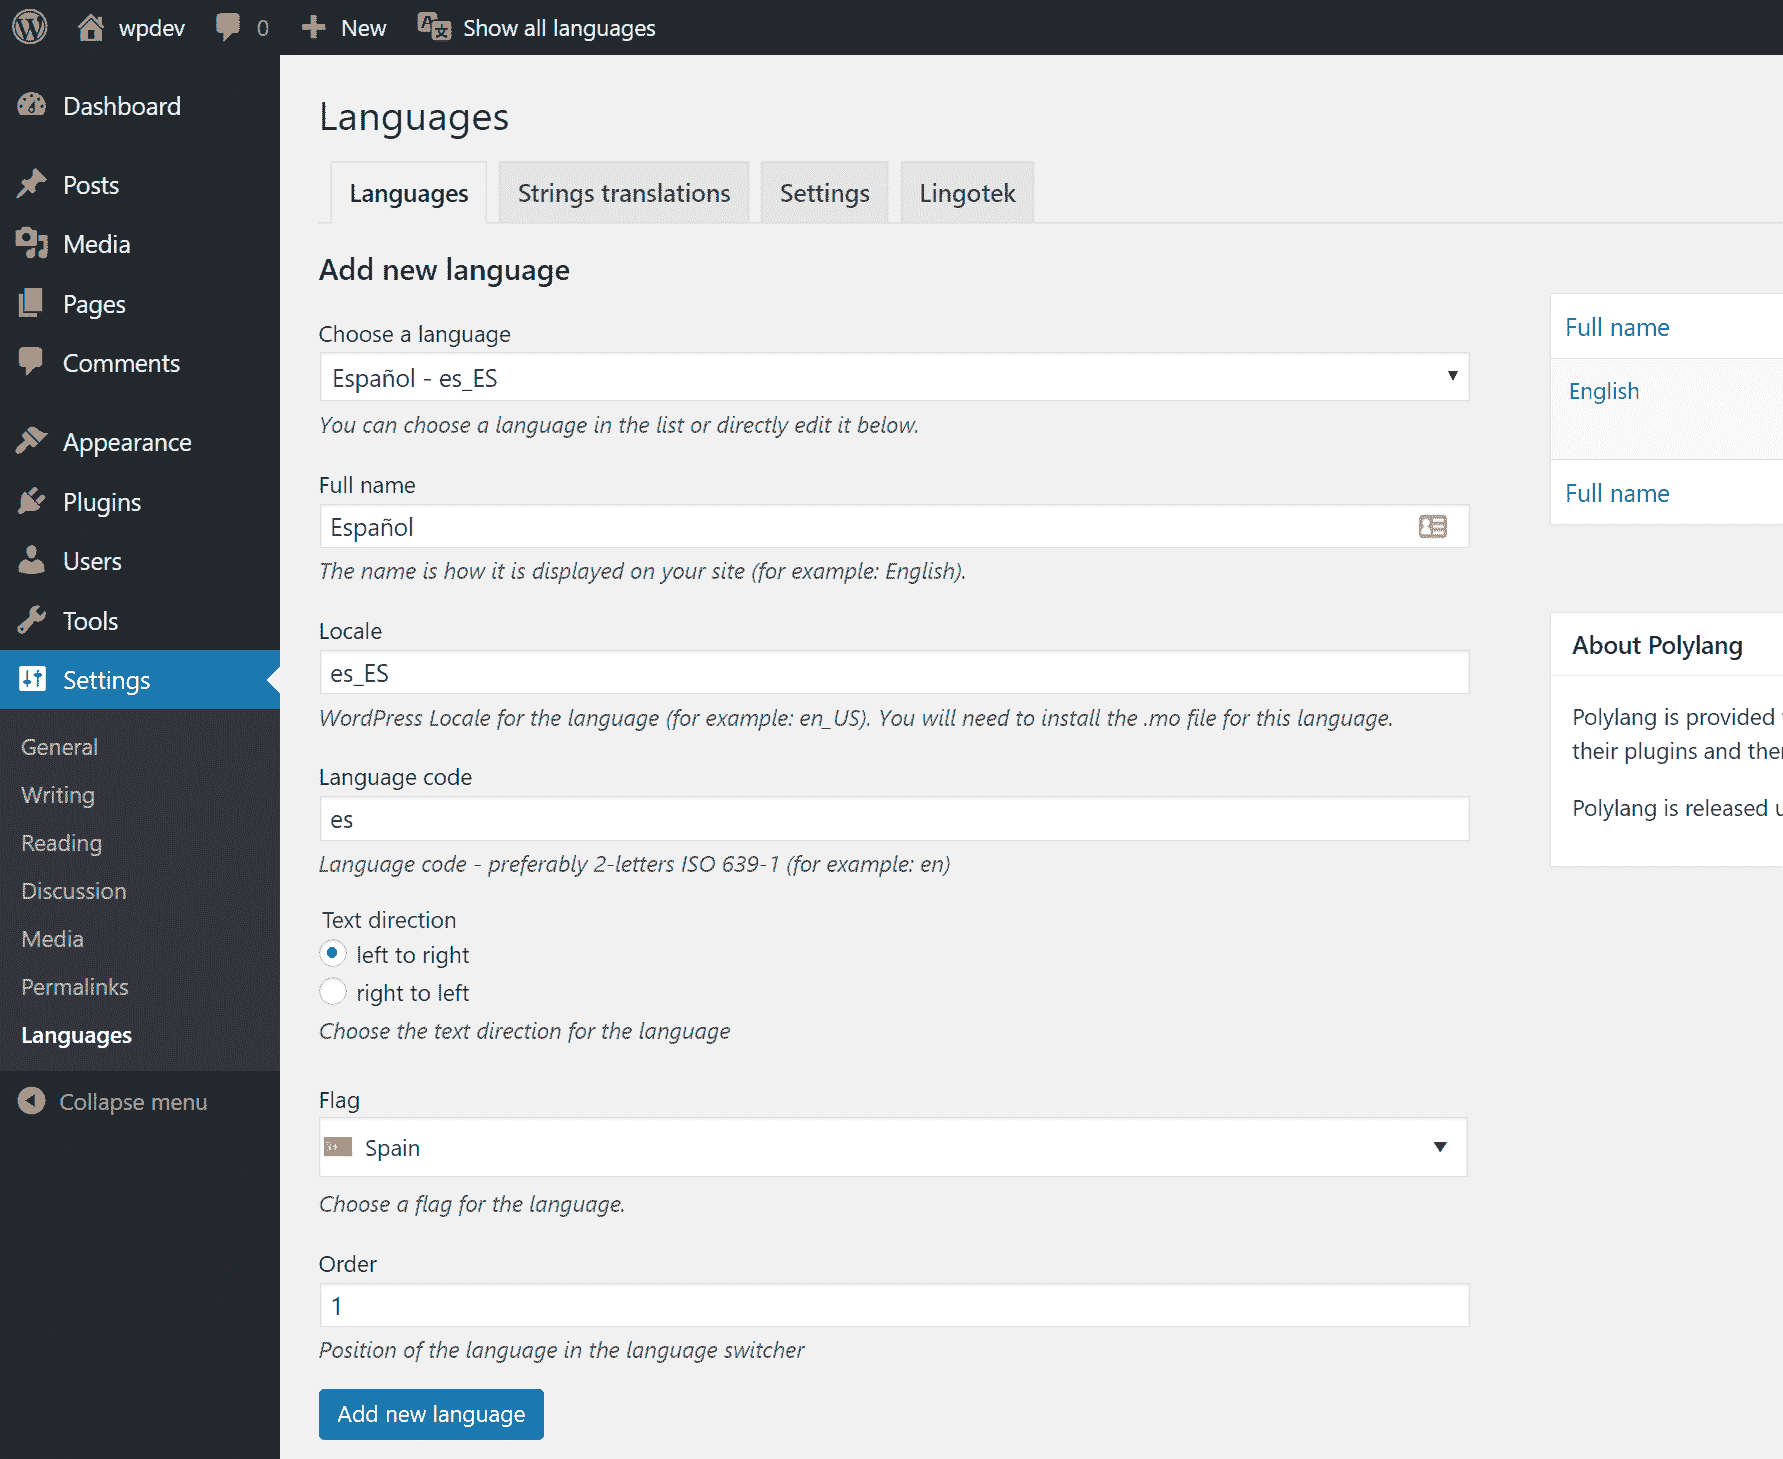 wpdev 0 New Show all languages
Dashboard
Posts
Media
Pages
Comments
Appearance
Plugins
Users
Tools
Settings
General
Writing
Reading
Discussion
Media
Permalinks
Languages
Collapse menu
Languages
Languages Strings translations Settings Lingotek
Add new language
Choose a language
Español - es_ES
You can choose a language in the list or directly edit it below.
Full name
Español
The name is how it is displayed on your site (for example: English).
Locale
es_ES
WordPress Locale for the language (for example: en_US). You will need to install the .mo file for this language.
Language code
es
Language code - preferably 2-letters ISO 639-1 (for example: en)
Text direction
left to right
right to left
Choose the text direction for the language
Flag
Spain
Choose a flag for the language.
Order
1
Position of the language in the language switcher
Add new language
Full name
English
Full name
About Polylang
Polylang is provided
their plugins and
Polylang is released